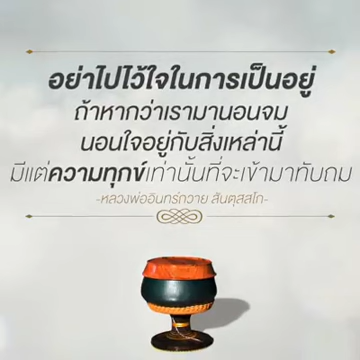 อย่าไปไว้ใจในการเป็นอยู่
ถ้าหากว่าเรามานอนจม
นอนใจอยู่กับสิ่งเหล่านี้
มีแต่ความทุกข์เท่านั้นที่จะเข้ามาทับถม
-หลวงพ่ออินทร์ถวาย สันตุสสโก-